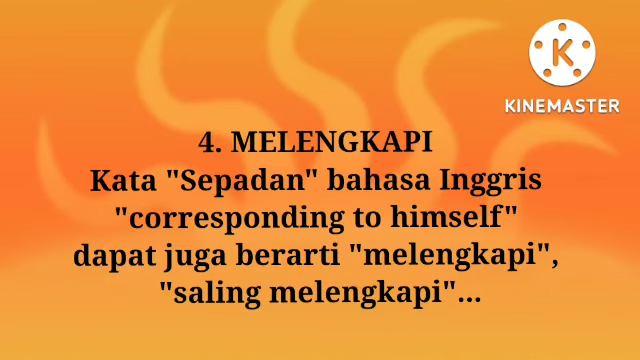 K
KINEMASTER
4. MELENGKAPI
Kata "Sepadan" bahasa Inggris
"corresponding to himself"
dapat juga berarti "melengkapi",
"saling melengkapi"...